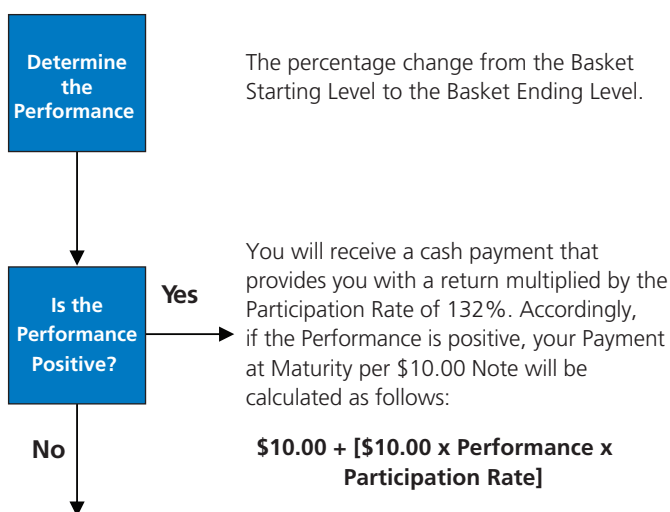 Determine
the
Performance
The percentage change from the Basket
Starting Level to the Basket Ending Level.
Is the
Performance
Positive?
Yes
You will receive a cash payment that
provides you with a return multiplied by the
Participation Rate of 132%. Accordingly,
if the Performance is positive, your Payment
at Maturity per $10.00 Note will be
calculated as follows:
$10.00 + [$10.00 x Performance x
Participation Rate]
No